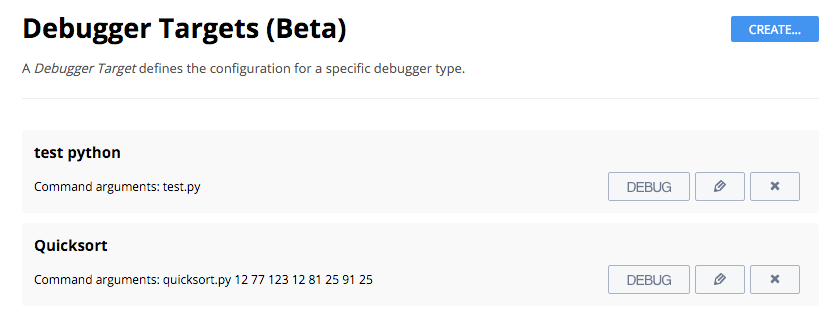 Debugger Targets (Beta)
CREATE...
A Debugger Target defines the configuration for a specific debugger type.
test python
Command arguments: test.py
DEBUG
Quicksort
Command arguments: quicksort.py 12 77 123 12 81 25 91 25
DEBUG